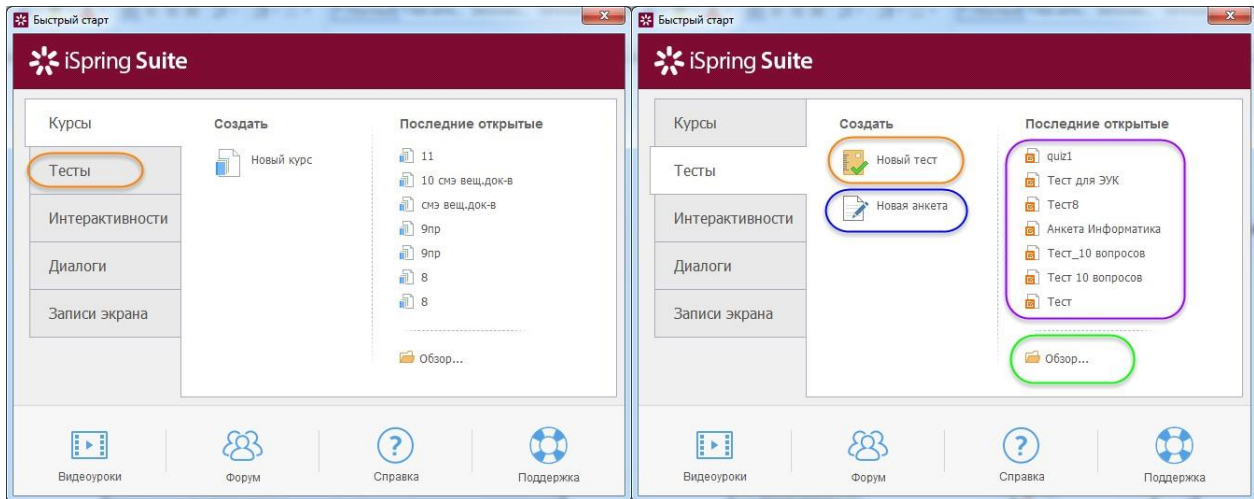 Быстрый старт
iSpring Suite
Курсы
Тесты
Интерактивности
Диалоги
Записи экрана
Создать
Новый курс
Последние открытые
11
10 смэ вещ.док-в
смэ вещ.док-в
9пр
9пр
8
8
Обзор...
Видеоуроки
Форум
Справка
Поддержка
Быстрый старт
iSpring Suite
Курсы
Тесты
Интерактивности
Диалоги
Записи экрана
Создать
Новый тест
Новая анкета
Последние открытые
quiz1
Тест для ЭУК
Тест8
Анкета Информатика
Тест_10 вопросов
Тест 10 вопросов
Тест
Обзор...
Видеоуроки
Форум
Справка
Поддержка